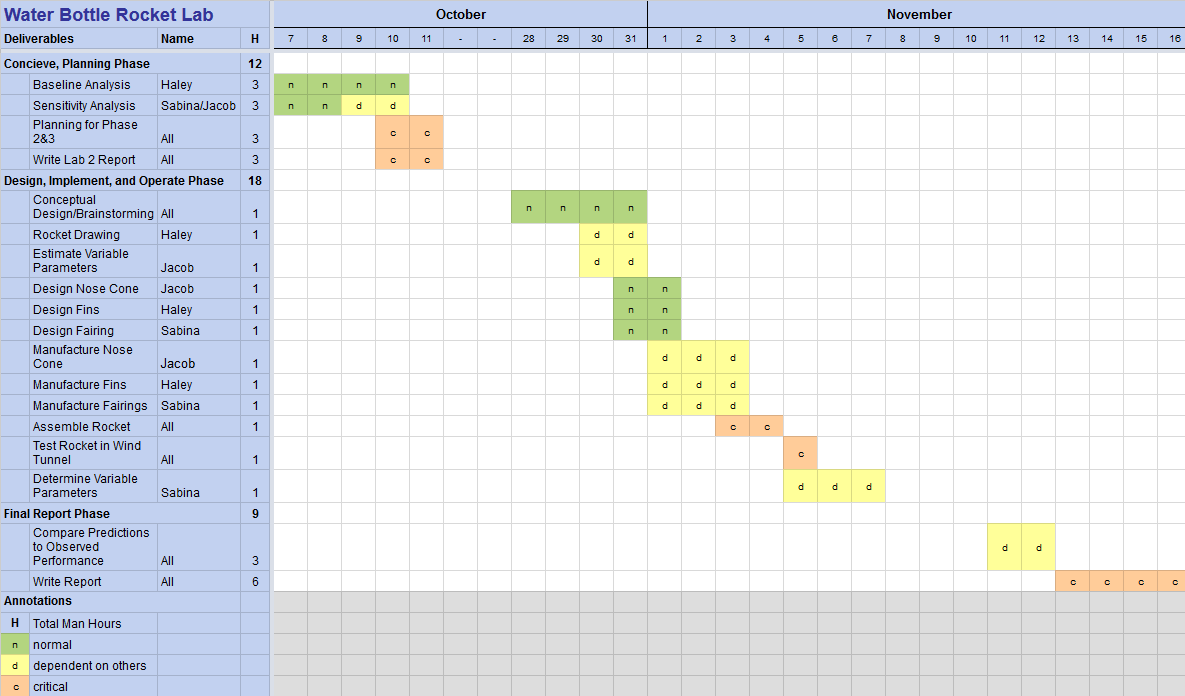 Water Bottle Rocket Lab October November
Deliverables Name H 7 8 9 10 11 - - 28 29 30 31 1 2 3 4 5 6 7 8 9 10 11 12 13 14 15 16
Concieve, Planning Phase 12
Baseline Analysis Haley 3 n n n n
Sensitivity Analysis Sabina/Jacob 3 n n d d
Planning for Phase
2&3 All 3 c c
Write Lab 2 Report All 3 c c
Design, Implement, and Operate Phase 18
Conceptual
Design/Brainstorming All 1 n n n n
Rocket Drawing Haley 1 d d
Estimate Variable
Parameters Jacob 1 d d
Design Nose Cone Jacob 1 n n
Design Fins Haley 1 n n
Design Fairing Sabina 1 n n
Manufacture Nose
Cone Jacob 1 d d d
Manufacture Fins Haley 1 d d d
Manufacture Fairings Sabina 1 d d d
Assemble Rocket All 1 c c
Test Rocket in Wind
Tunnel All 1 c
Determine Variable
Parameters Sabina 1 d d d
Final Report Phase 9
Compare Predictions
to Observed
Performance All 3 d d
Write Report All 6 c c c c
Annotations
H Total Man Hours
n normal
d dependent on others
c critical